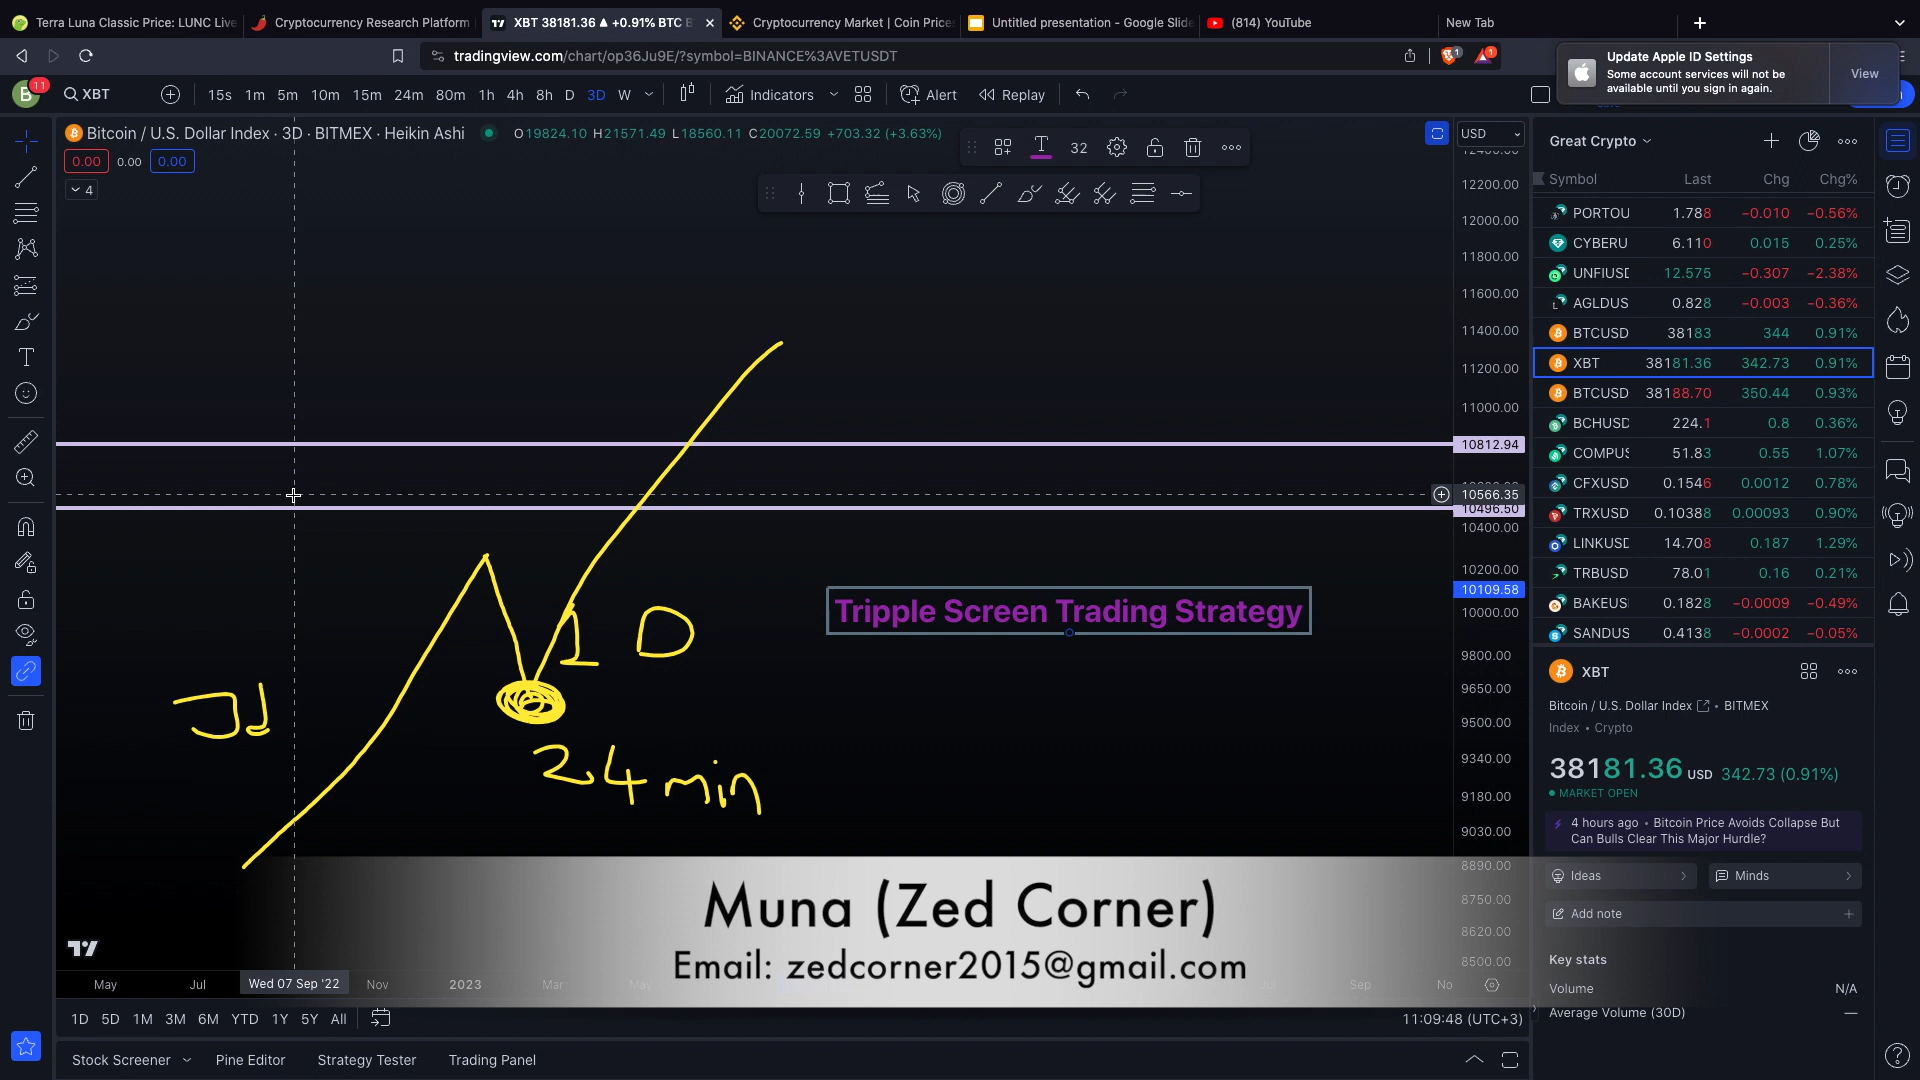 Terra Luna Classic Price: LUNC Live
Cryptocurrency Research Platform
XBT 38181.36 ▲ +0.91% BTC
Cryptocurrency Market | Coin Price
Untitled presentation - Google Slide
(814) YouTube
New Tab
tradingview.com/chart/op36Ju9E/?symbol=BINANCE%3AVETUSDT
1
1
Update Apple ID Settings
Some account services will not be
available until you sign in again.
View
B
11
XBT
15s 1m 5m 10m 15m 24m 80m 1h 4h 8h D 3D W
Indicators
Alert
Replay
Bitcoin / U.S. Dollar Index · 3D · BITMEX · Heikin Ashi
O19824.10 H21571.49 L18560.11 C20072.59 +703.32 (+3.63%)
0.00 0.00 0.00
4
T 32
USD
12200.00
12000.00
11800.00
11600.00
11400.00
11200.00
11000.00
10812.94
10566.35
10496.50
10400.00
10200.00
10109.58
10000.00
9800.00
9650.00
9500.00
9340.00
9180.00
9030.00
8890.00
8750.00
8620.00
8500.00
1 D
Tripple Screen Trading Strategy
24 min
Muna (Zed Corner)
Email: zedcorner2015@gmail.com
May Jul Wed 07 Sep '22 Nov 2023 Mar May Jul Sep No
1D 5D 1M 3M 6M YTD 1Y 5Y All
11:09:48 (UTC+3)
Stock Screener Pine Editor Strategy Tester Trading Panel
Great Crypto
Symbol Last Chg Chg%
PORTOU 1.788 −0.010 −0.56%
CYBERU 6.110 0.015 0.25%
UNFIUSD 12.575 −0.307 −2.38%
AGLDUS 0.828 −0.003 −0.36%
BTCUSD 38183 344 0.91%
XBT 38181.36 342.73 0.91%
BTCUSD 38188.70 350.44 0.93%
BCHUSD 224.1 0.8 0.36%
COMPUS 51.83 0.55 1.07%
CFXUSD 0.1546 0.0012 0.78%
TRXUSD 0.10388 0.00093 0.90%
LINKUSD 14.708 0.187 1.29%
TRBUSD 78.01 0.16 0.21%
BAKEUS 0.1828 −0.0009 −0.49%
SANDUS 0.4138 −0.0002 −0.05%
XBT
Bitcoin / U.S. Dollar Index • BITMEX
Index • Crypto
38181.36 USD 342.73 (0.91%)
MARKET OPEN
4 hours ago • Bitcoin Price Avoids Collapse But
Can Bulls Clear This Major Hurdle?
Ideas
Minds
Add note
Key stats
Volume N/A
Average Volume (30D) —